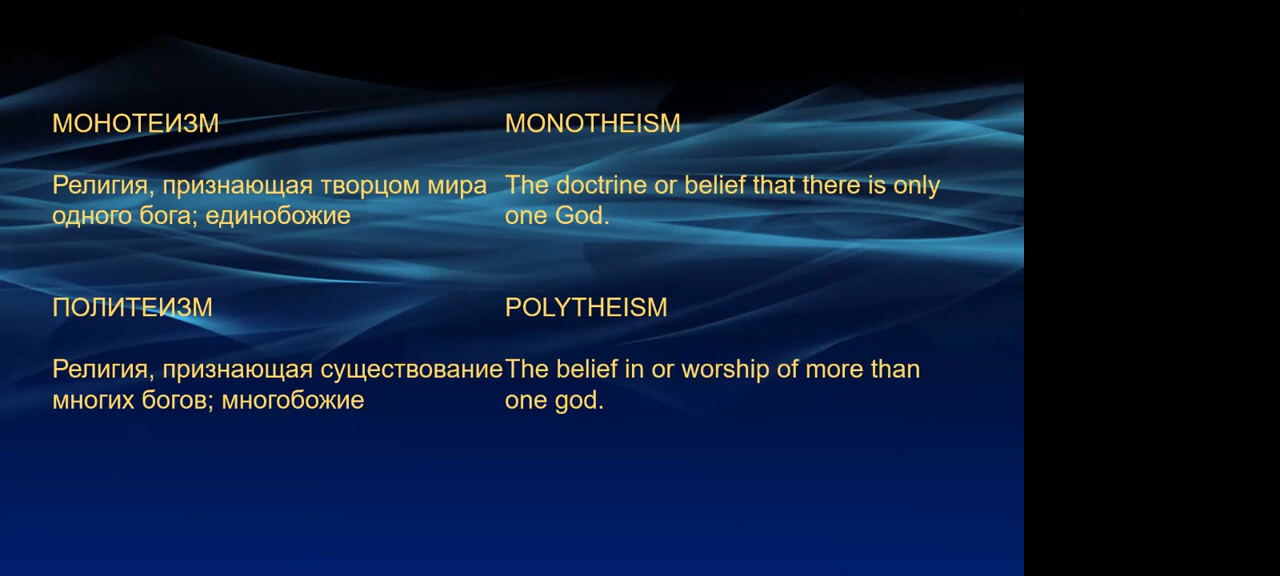 МОНОТЕИЗМ
Религия, признающая творцом мира
одного бога; единобожие
ПОЛИТЕИЗМ
Религия, признающая существование
многих богов; многобожие
MONOTHEISM
The doctrine or belief that there is only
one God.
POLYTHEISM
The belief in or worship of more than
one god.